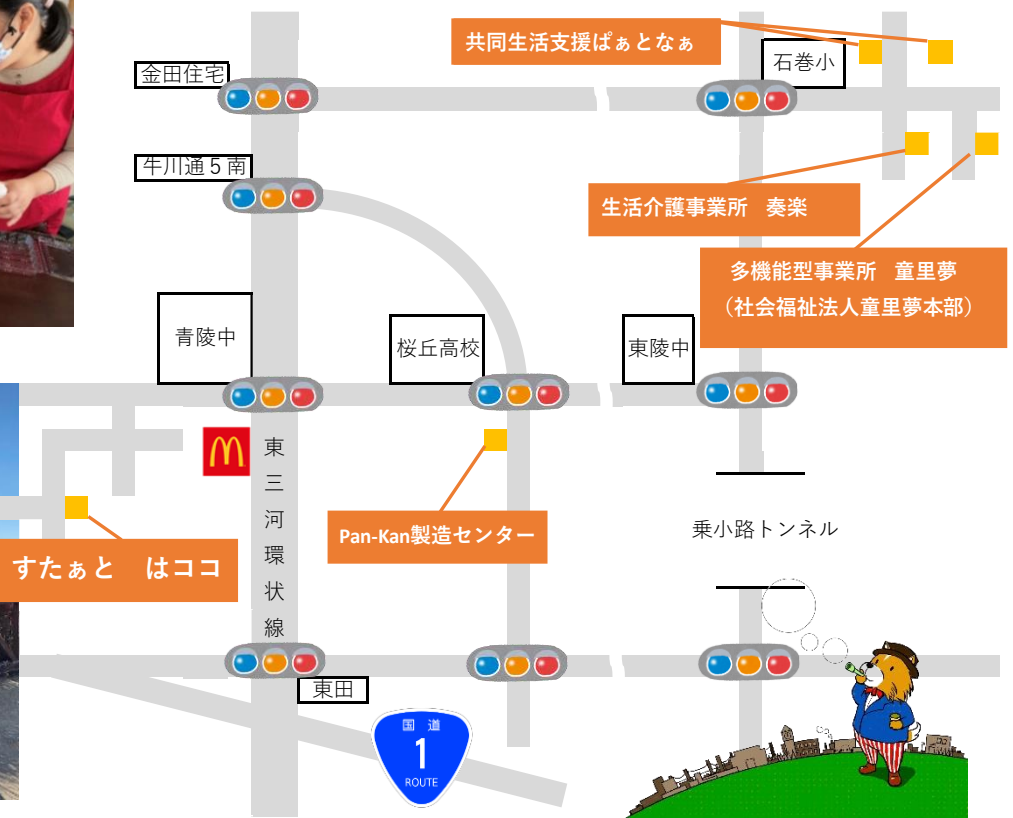 共同生活支援ぱぁとなぁ
石巻小
金田住宅
牛川通５南
生活介護事業所　奏楽
多機能型事業所　童里夢
（社会福祉法人童里夢本部）
青陵中
桜丘高校
東陵中
東三河環状線
Pan-Kan製造センター
乗小路トンネル
すたぁと　はココ
東田
国道
1
ROUTE